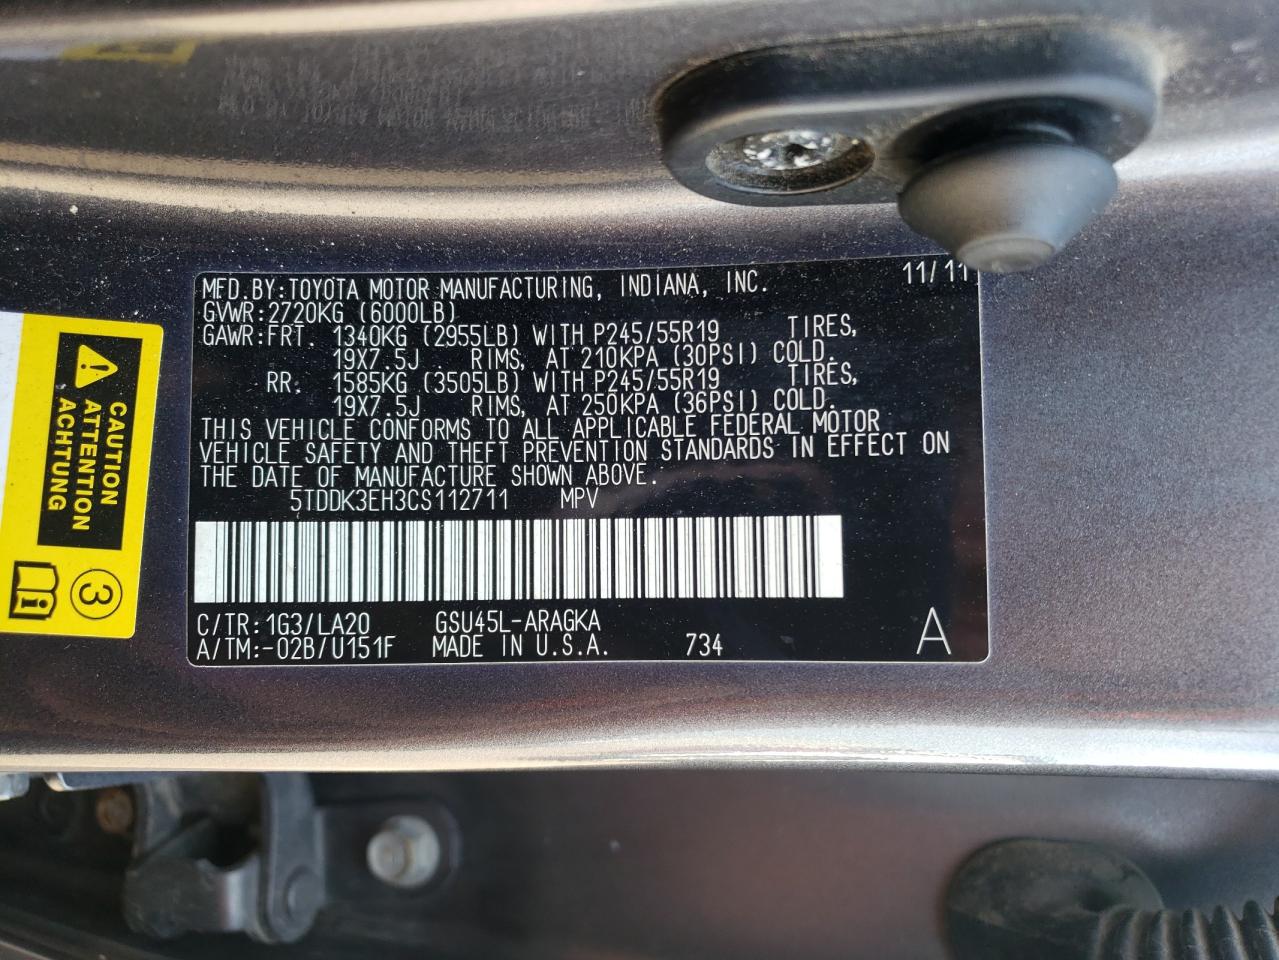 MFD.BY:TOYOTA MOTOR MANUFACTURING, INDIANA, INC. 11/11
GVWR:2720KG (6000LB)
GAWR:FRT. 1340KG (2955LB) WITH P245/55R19 TIRES,
19X7.5J RIMS, AT 210KPA (30PSI) COLD.
RR. 1585KG (3505LB) WITH P245/55R19 TIRES,
19X7.5J RIMS, AT 250KPA (36PSI) COLD.
THIS VEHICLE CONFORMS TO ALL APPLICABLE FEDERAL MOTOR
VEHICLE SAFETY AND THEFT PREVENTION STANDARDS IN EFFECT ON
THE DATE OF MANUFACTURE SHOWN ABOVE.
5TDDK3EH3CS112711 MPV
C/TR:1G3/LA20 GSU45L-ARAGKA
A/TM:-02B/U151F MADE IN U.S.A. 734 A
CAUTION
ATTENTION
ACHTUNG
3